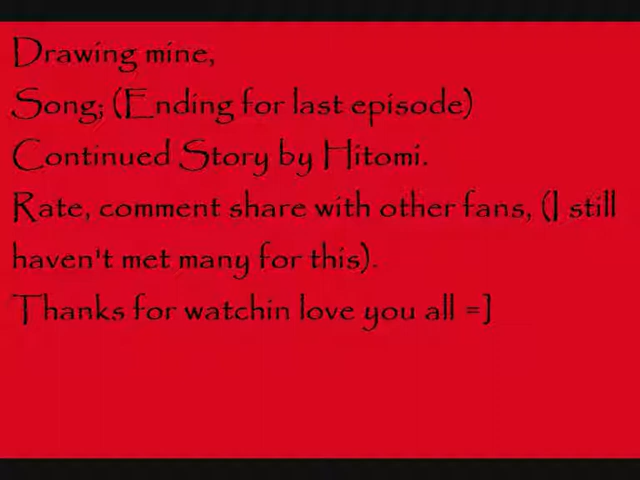 Drawing mine,
Song; (Ending for last episode)
Continued Story by Hitomi.
Rate, comment share with other fans, (I still
haven't met many for this).
Thanks for watchin love you all =]